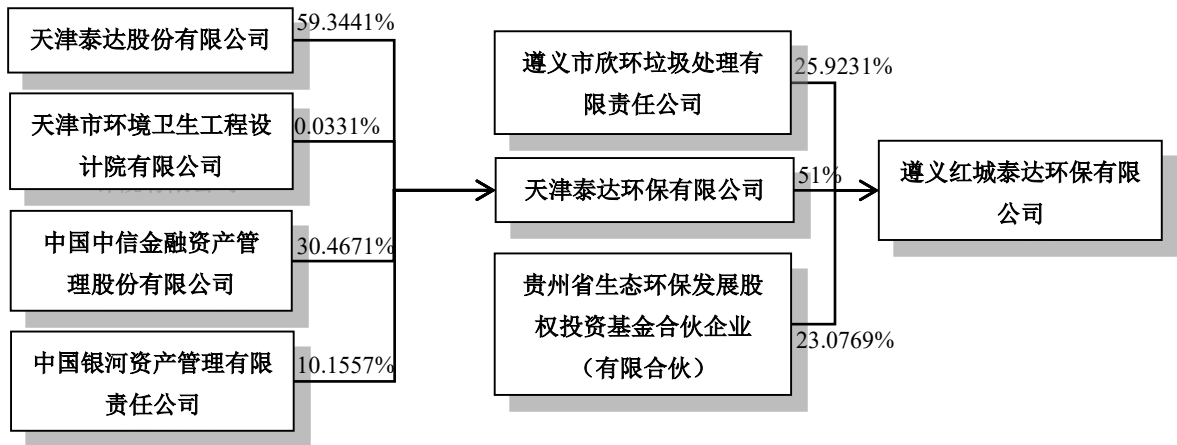 天津泰达股份有限公司
59.3441%
天津市环境卫生工程设
计院有限公司
0.0331%
中国中信金融资产管
理股份有限公司
30.4671%
中国银河资产管理有限
责任公司
10.1557%
遵义市欣环垃圾处理有
限责任公司
25.9231%
天津泰达环保有限公司
51%
贵州省生态环保发展股
权投资基金合伙企业
（有限合伙）
23.0769%
遵义红城泰达环保有限
公司